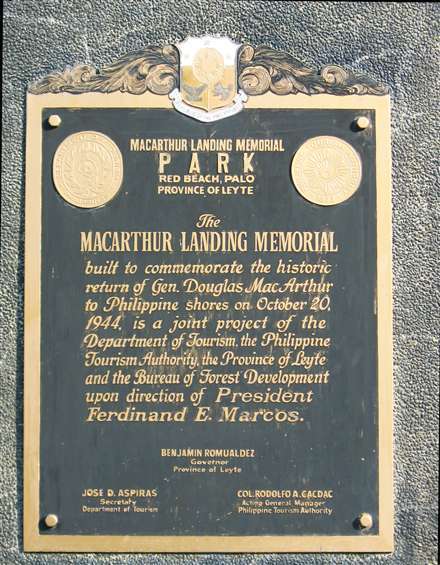 MACARTHUR LANDING MEMORIAL
PARK
RED BEACH, PALO
PROVINCE OF LEYTE
The
MACARTHUR LANDING MEMORIAL
built to commemorate the historic
return of Gen. Douglas MacArthur
to Philippine shores on October 20,
1944, is a joint project of the
Department of Tourism, the Philippine
Tourism Authority, the Province of Leyte
and the Bureau of Forest Development
upon direction of President
Ferdinand E. Marcos.
BENJAMIN ROMUALDEZ
Governor
Province of Leyte
JOSE D. ASPIRAS
Secretary
Department of Tourism
COL. RODOLFO A. CACDAC
Acting General Manager
Philippine Tourism Authority